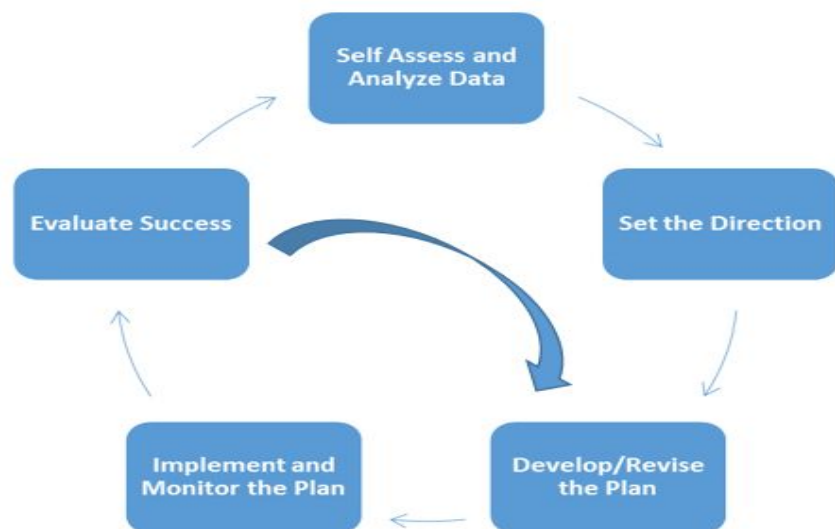 Self Assess and
Analyze Data
Set the Direction
Develop/Revise
the Plan
Implement and
Monitor the Plan
Evaluate Success